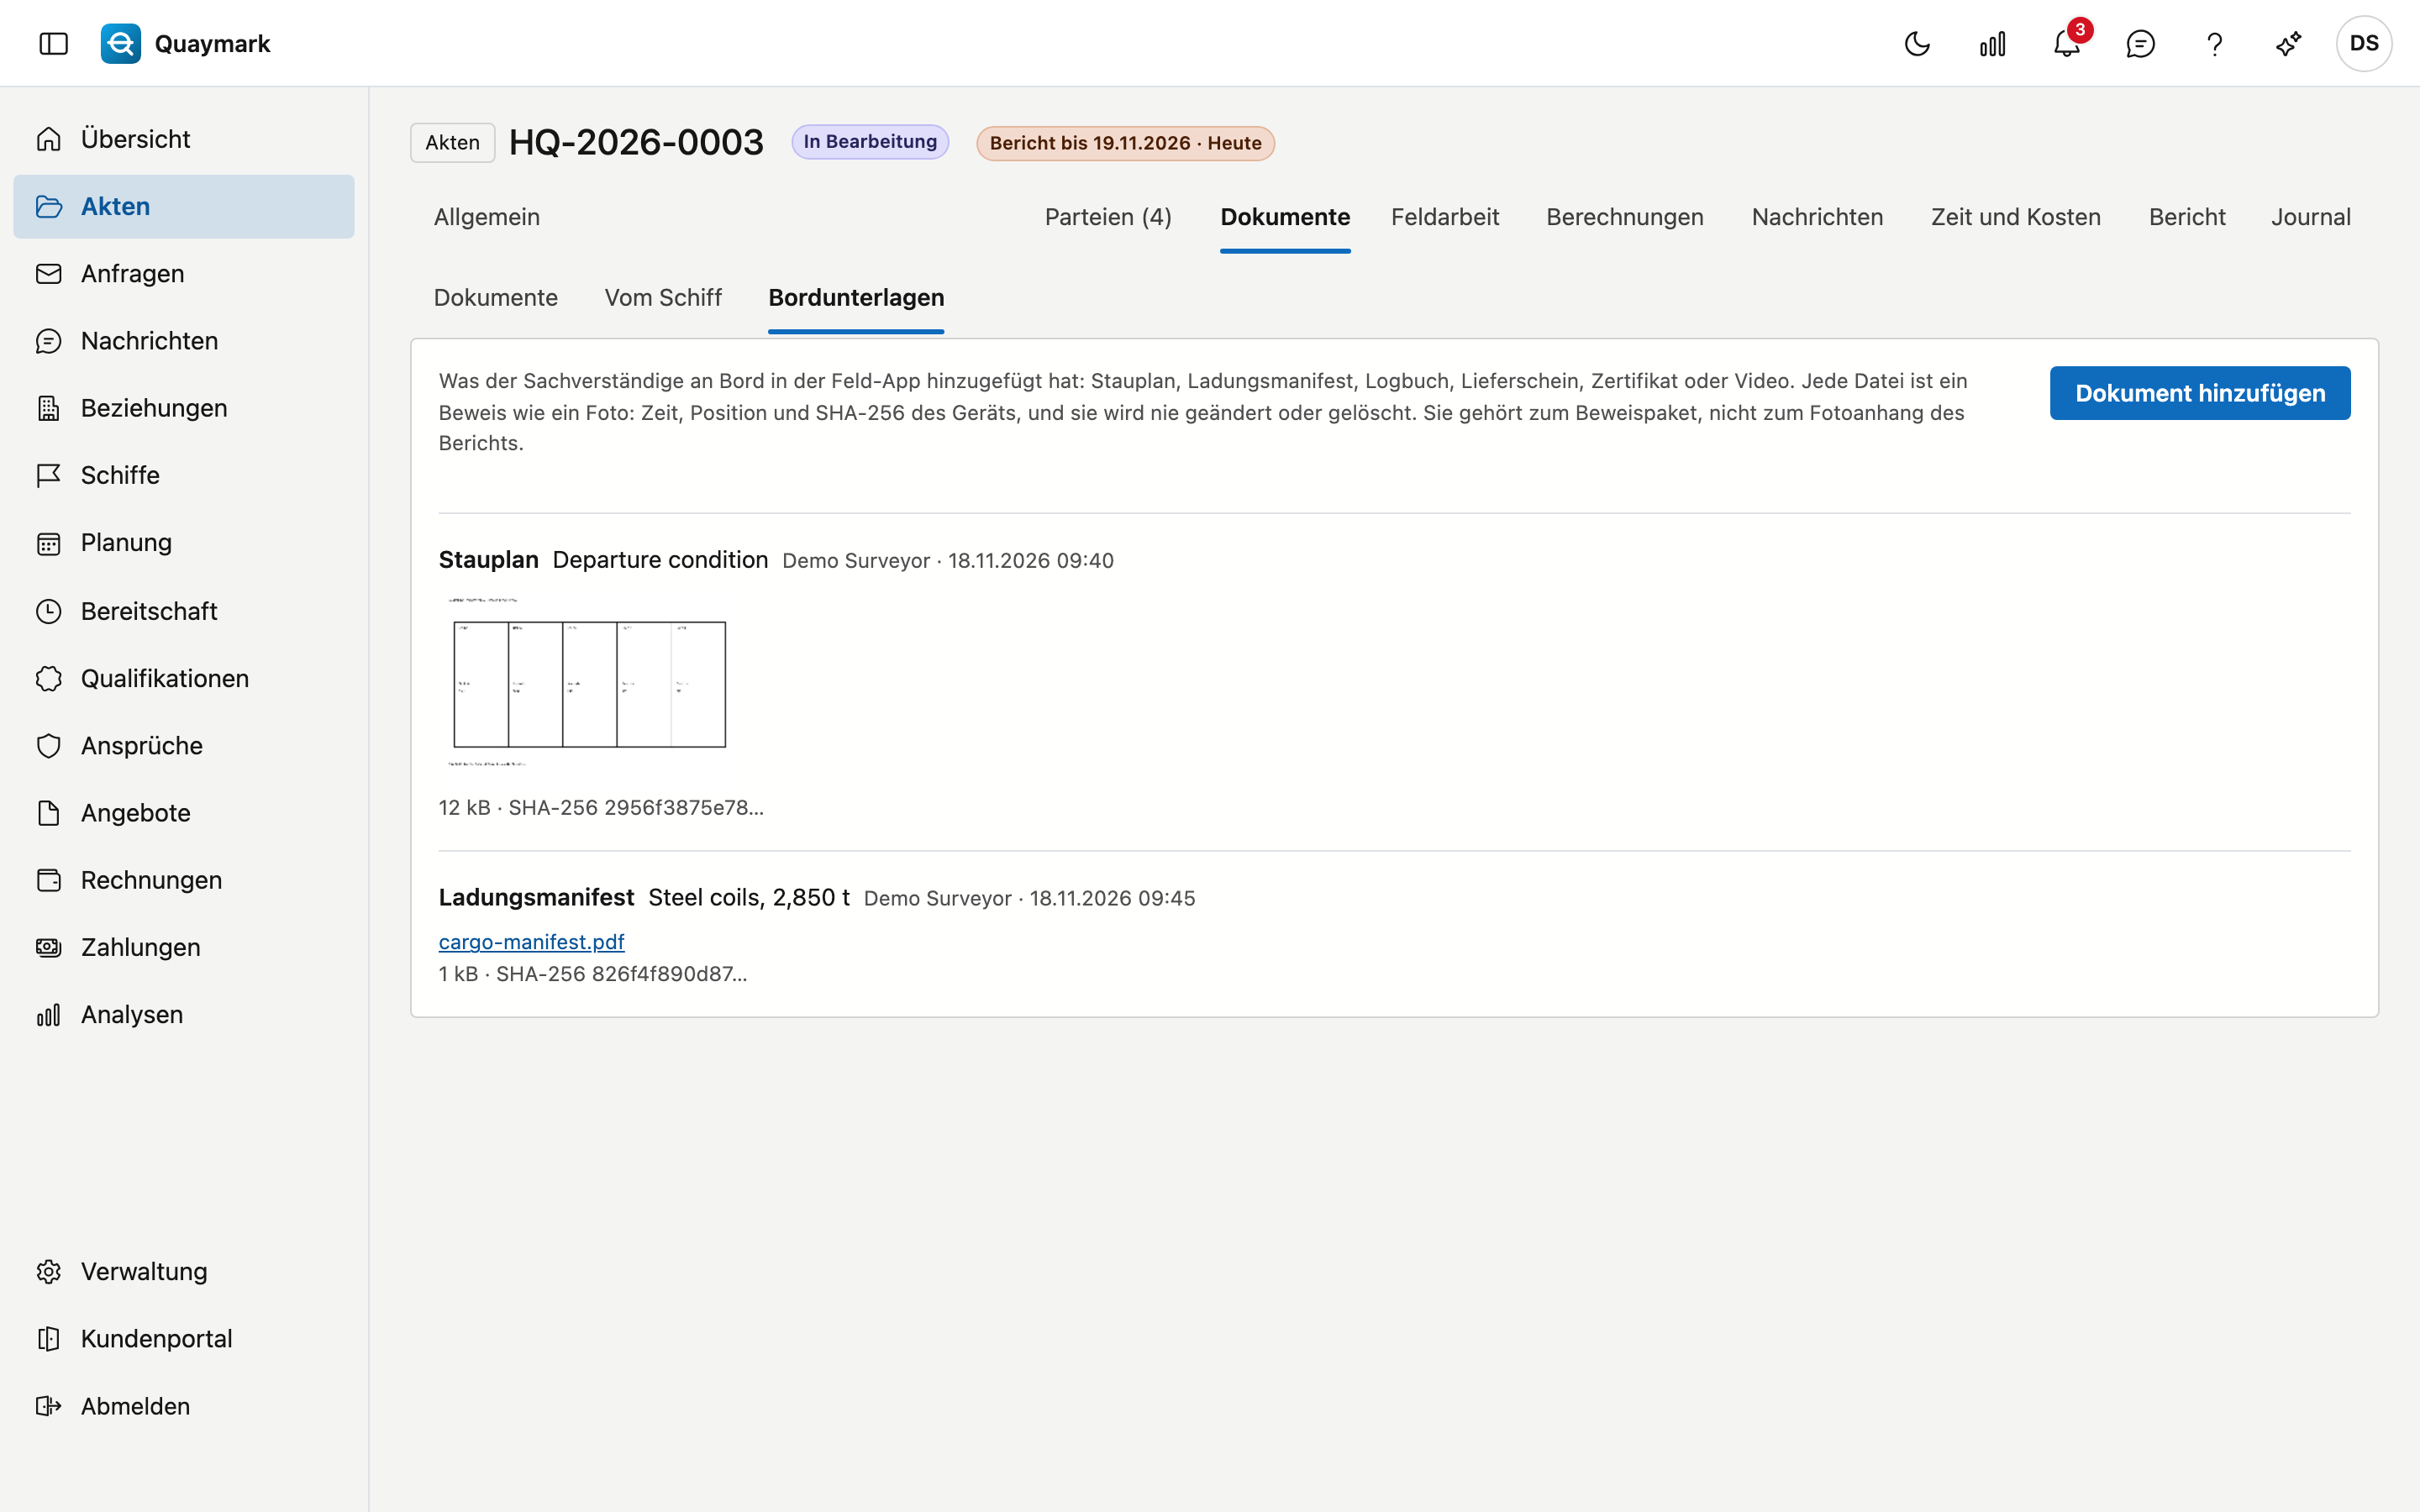 Quaymark
3
DS
Übersicht
Akten
Anfragen
Nachrichten
Beziehungen
Schiffe
Planung
Bereitschaft
Qualifikationen
Ansprüche
Angebote
Rechnungen
Zahlungen
Analysen
Verwaltung
Kundenportal
Abmelden
Akten HQ-2026-0003 In Bearbeitung Bericht bis 19.11.2026 · Heute
Allgemein Parteien (4) Dokumente Feldarbeit Berechnungen Nachrichten Zeit und Kosten Bericht Journal
Dokumente Vom Schiff Bordunterlagen
Was der Sachverständige an Bord in der Feld-App hinzugefügt hat: Stauplan, Ladungsmanifest, Logbuch, Lieferschein, Zertifikat oder Video. Jede Datei ist ein
Beweis wie ein Foto: Zeit, Position und SHA-256 des Geräts, und sie wird nie geändert oder gelöscht. Sie gehört zum Beweispaket, nicht zum Fotoanhang des
Berichts.
Dokument hinzufügen
Stauplan Departure condition Demo Surveyor · 18.11.2026 09:40
12 kB · SHA-256 2956f3875e78...
Ladungsmanifest Steel coils, 2,850 t Demo Surveyor · 18.11.2026 09:45
cargo-manifest.pdf
1 kB · SHA-256 826f4f890d87...